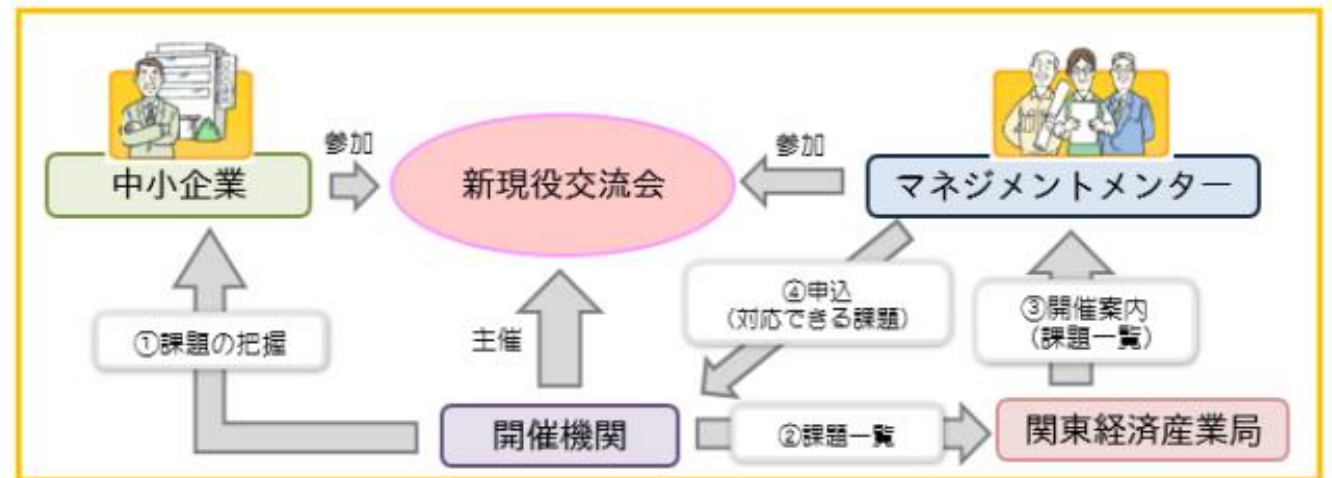 参加
参加
中小企業
新現役交流会
マネジメントメンター
①課題の把握
主催
④申込
(対応できる課題)
③開催案内
(課題一覧)
開催機関
②課題一覧
関東経済産業局